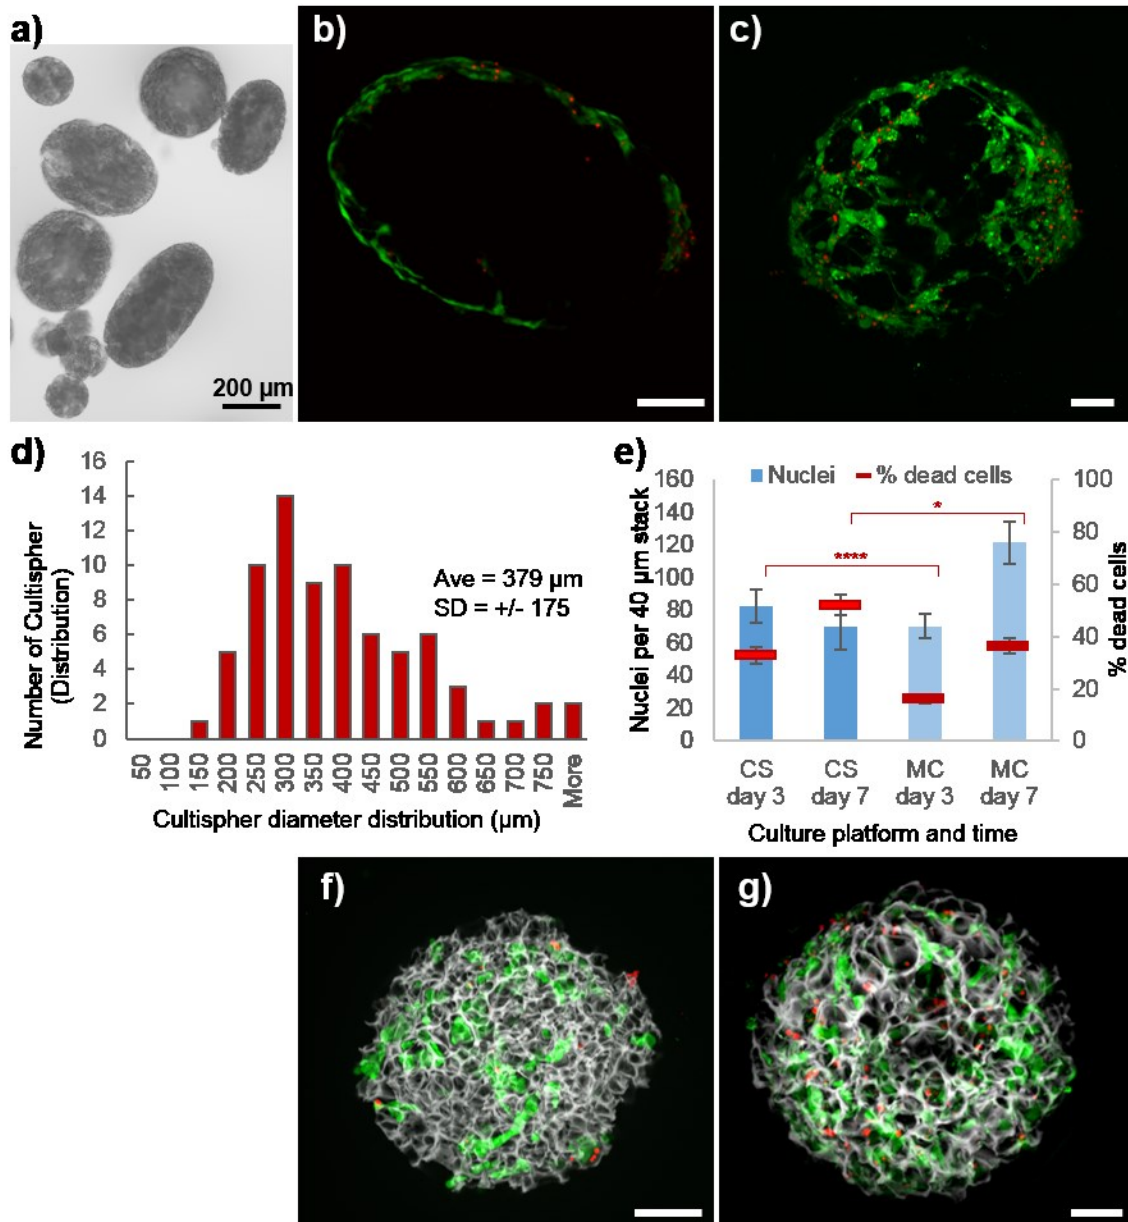 a)
200 µm
b)
c)
d)
16
14
12
10
8
6
4
2
0
Number of Cultispher
(Distribution)
Ave = 379 µm
SD = +/- 175
50
100
150
200
250
300
350
400
450
500
550
600
650
700
750
More
Cultispher diameter distribution (µm)
e)
Nuclei
% dead cells
160
140
120
100
80
60
40
20
0
Nuclei per 40 µm stack
*
****
100
80
60
40
20
0
% dead cells
CS
day 3
CS
day 7
MC
day 3
MC
day 7
Culture platform and time
f)
g)